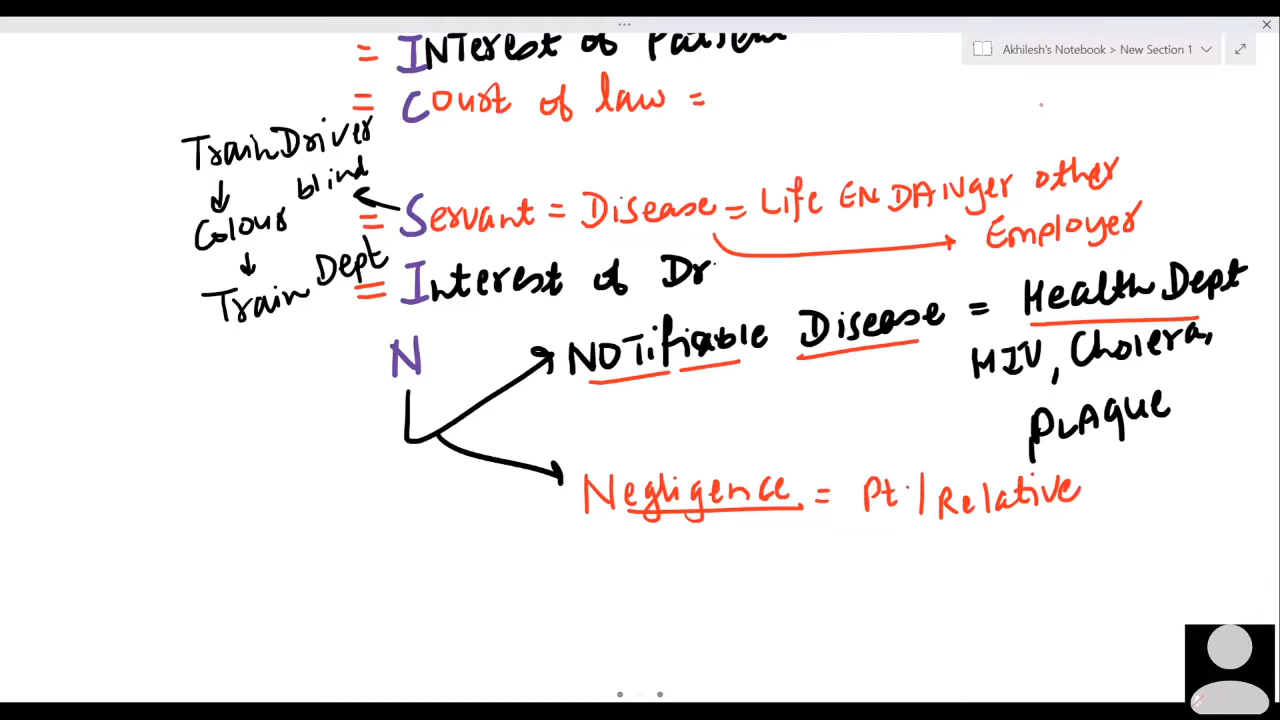 = INterest of Patient
Akhilesh's Notebook > New Section 1
= Court of law =
Train Driver
blind
Colour
Train Dept
= Servant = Disease = Life ENDANger other
Employer
= Interest of Dr
N
NOTifiable Disease = Health Dept
HIV, Cholera,
PLAque
Negligence = Pt. / Relative